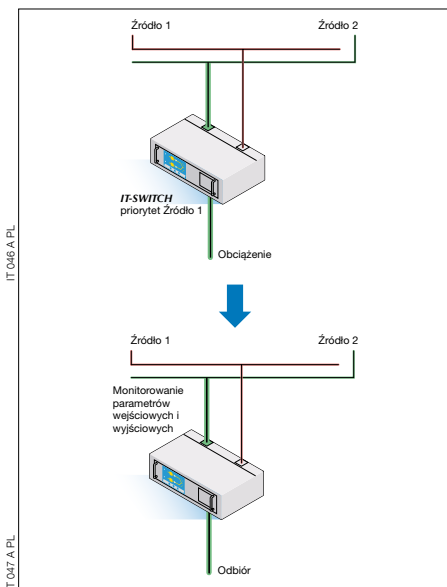 Źródło 1
Źródło 2
IT-SWITCH
priorytet Źródło 1
Obciążenie
IT 046 A PL
Źródło 1
Źródło 2
Monitorowanie
parametrów
wejściowych i
wyjściowych
Odbiór
IT 047 A PL